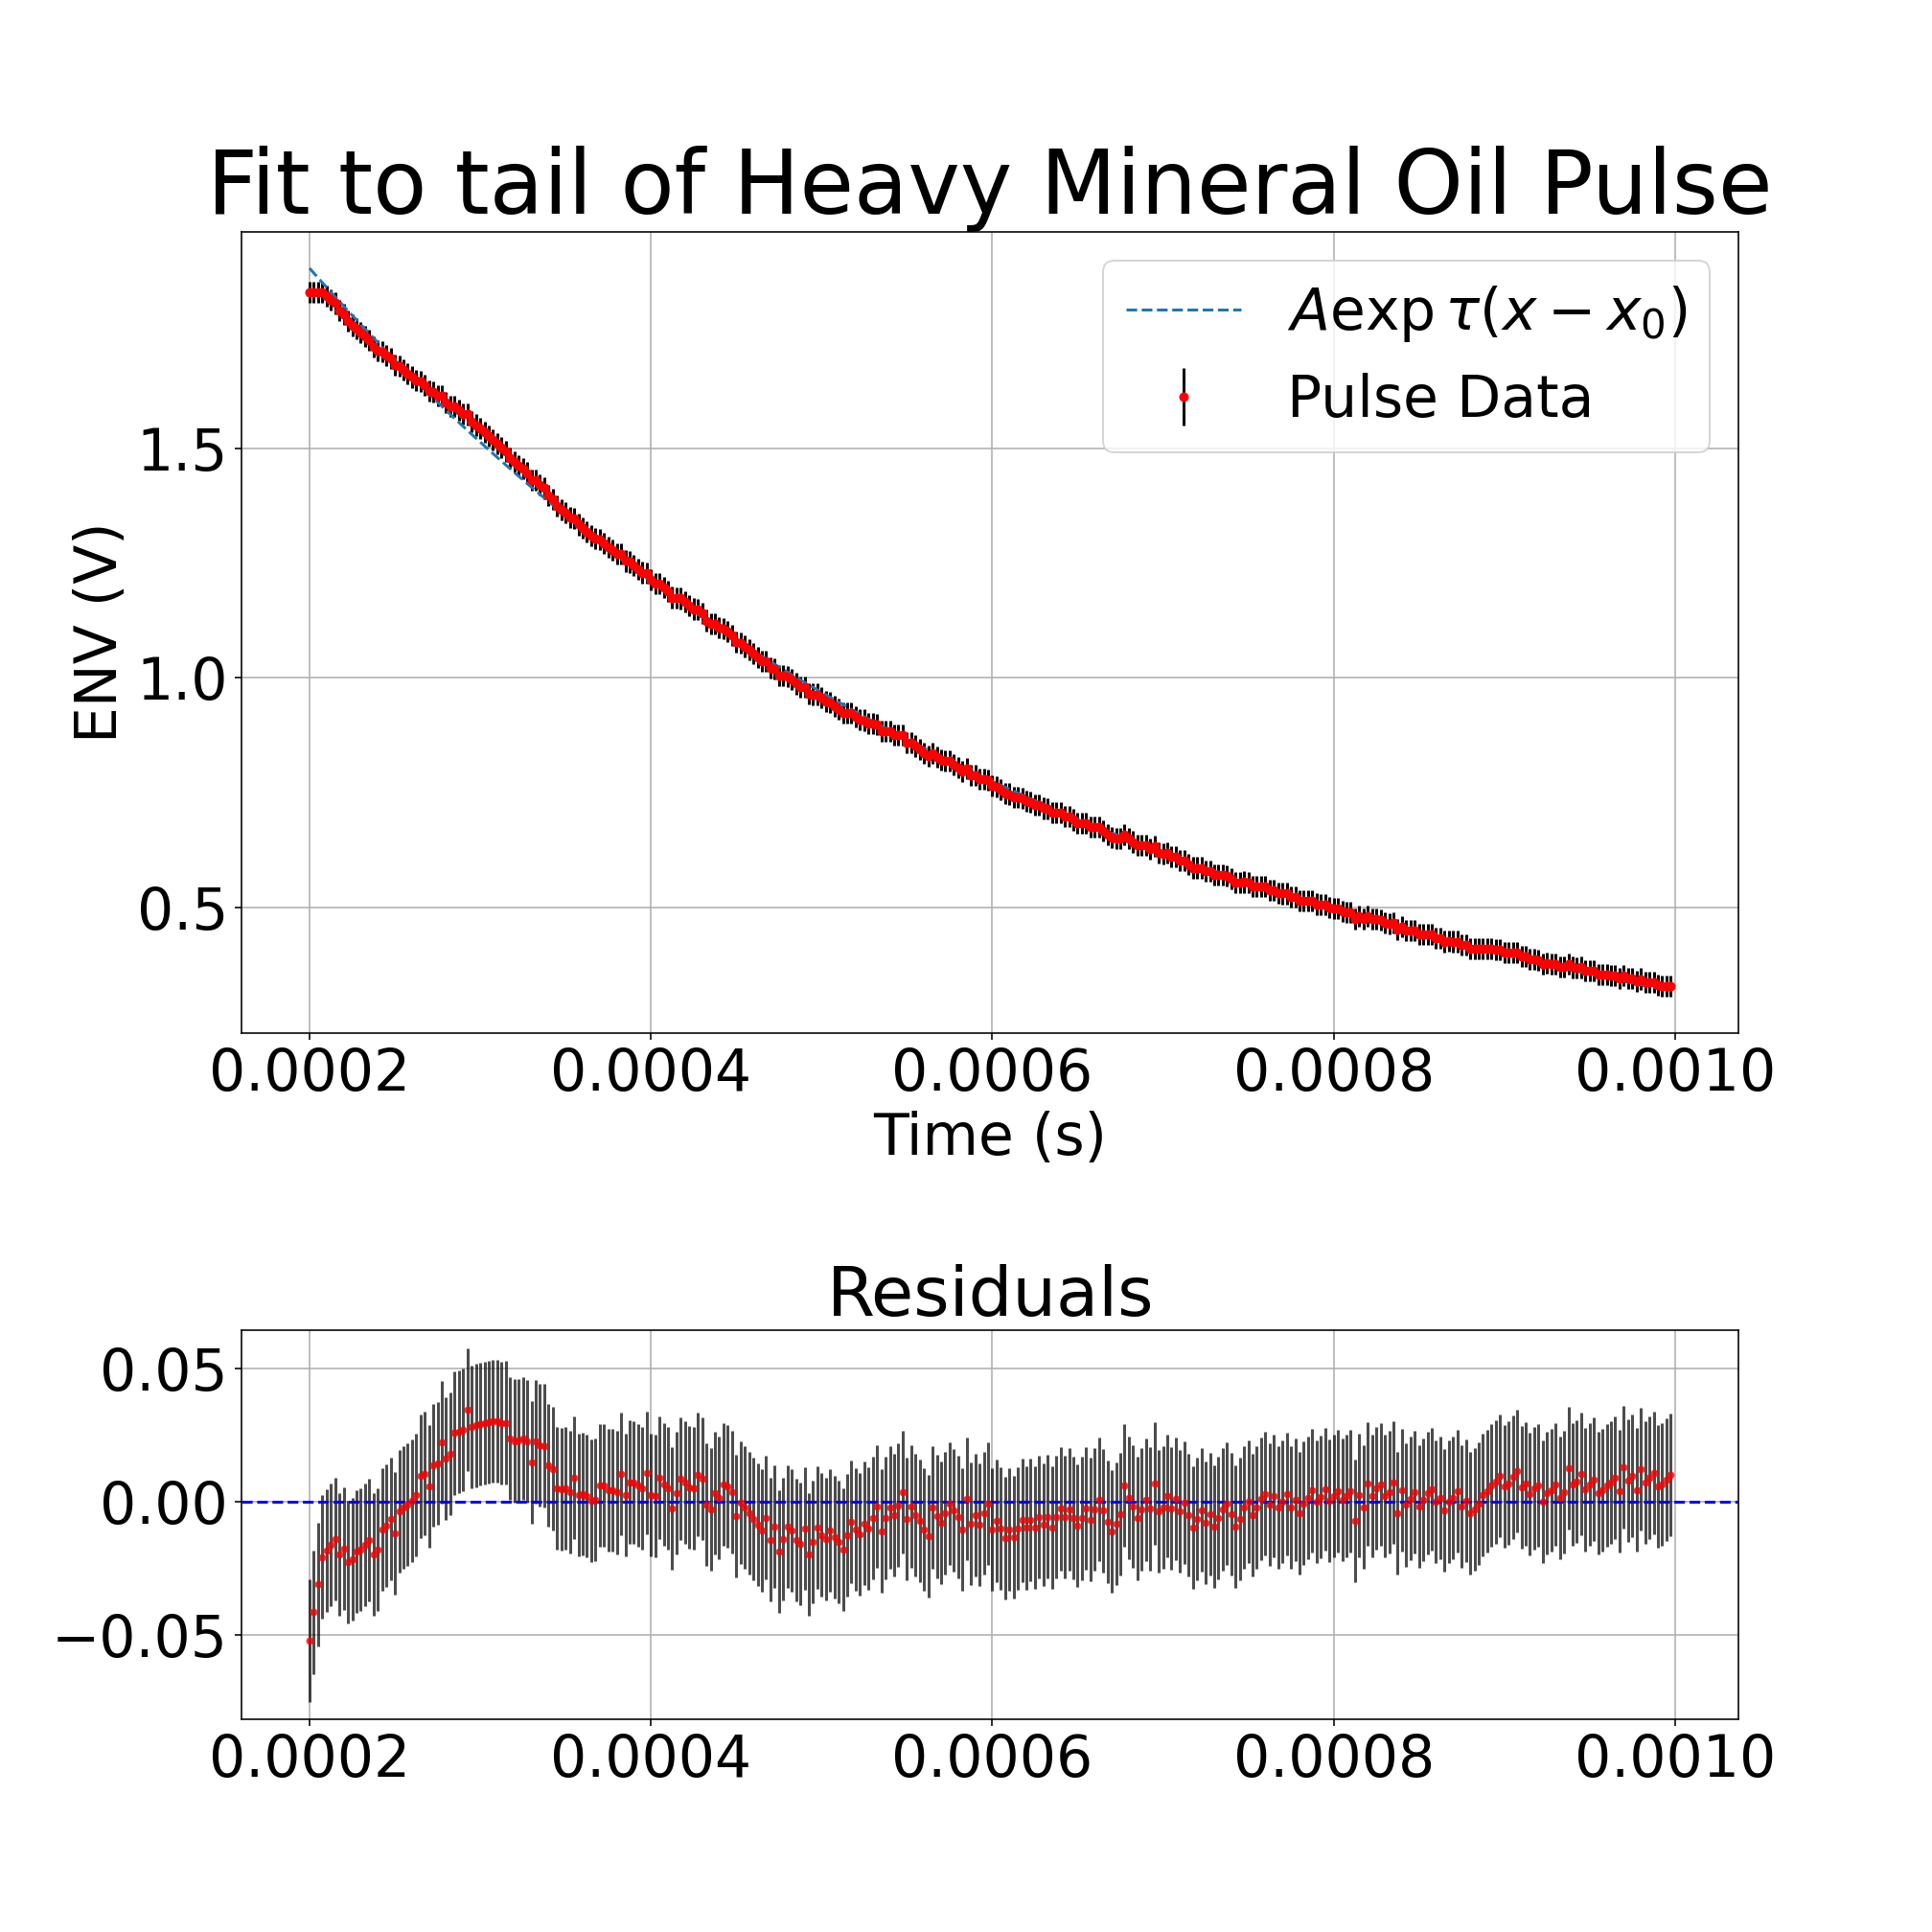 Fit to tail of Heavy Mineral Oil Pulse
A exp τ(x − x₀)
Pulse Data
ENV (V)
1.5
1.0
0.5
0.0002 0.0004 0.0006 0.0008 0.0010
Time (s)
Residuals
0.05
0.00
−0.05
0.0002 0.0004 0.0006 0.0008 0.0010